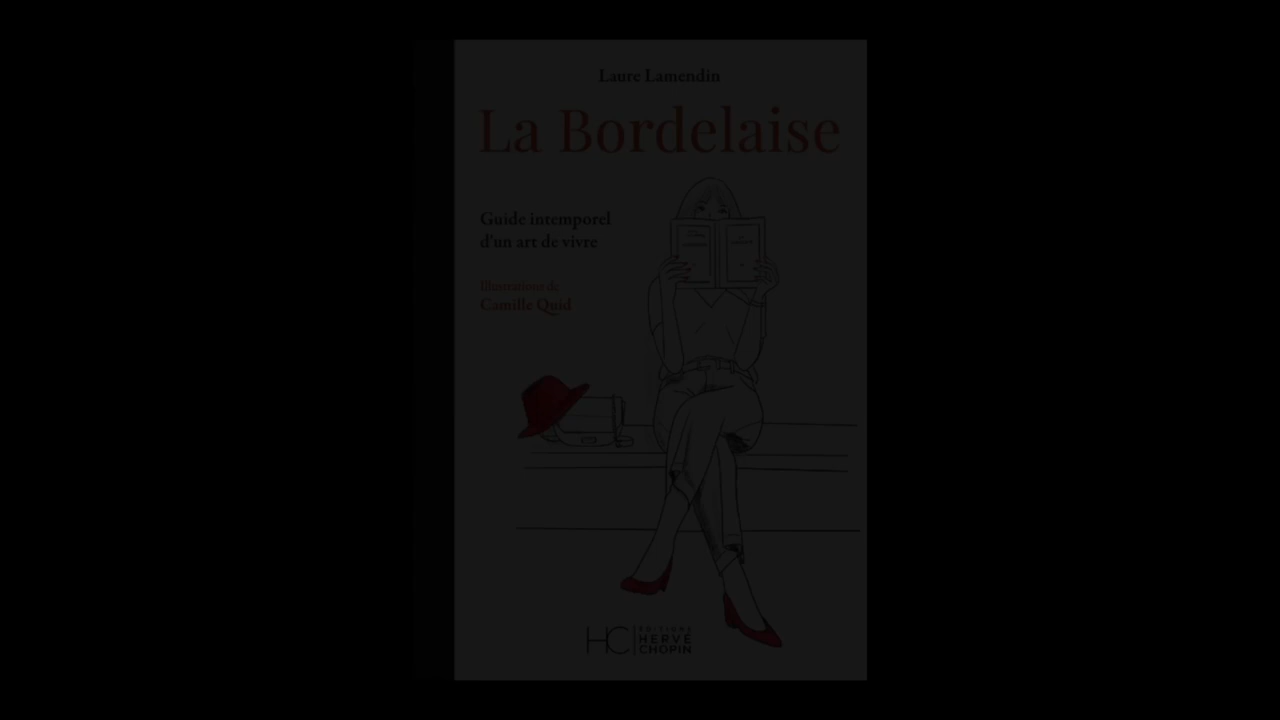 Laure Lamendin
La Bordelaise
Guide intemporel
d'un art de vivre
Illustrations de
Camille Quid
HC
ÉDITIONS
HERVÉ
CHOPIN